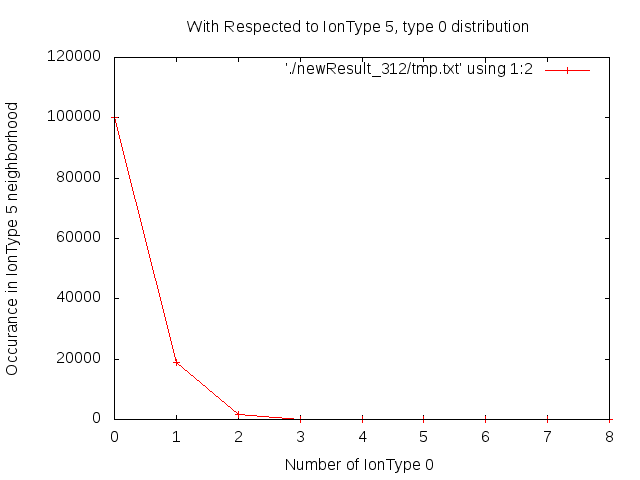 With Respected to IonType 5, type 0 distribution
'./newResult_312/tmp.txt' using 1:2
Occurance in IonType 5 neighborhood
120000
100000
80000
60000
40000
20000
0
0 1 2 3 4 5 6 7 8
Number of IonType 0